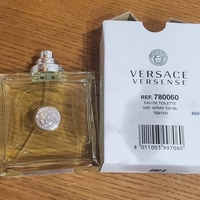 VERSACE
VERSENSE
REF. 780060
EAU DE TOILETTE
NAT. SPRAY 100 ML
TESTER
8 011003 997060